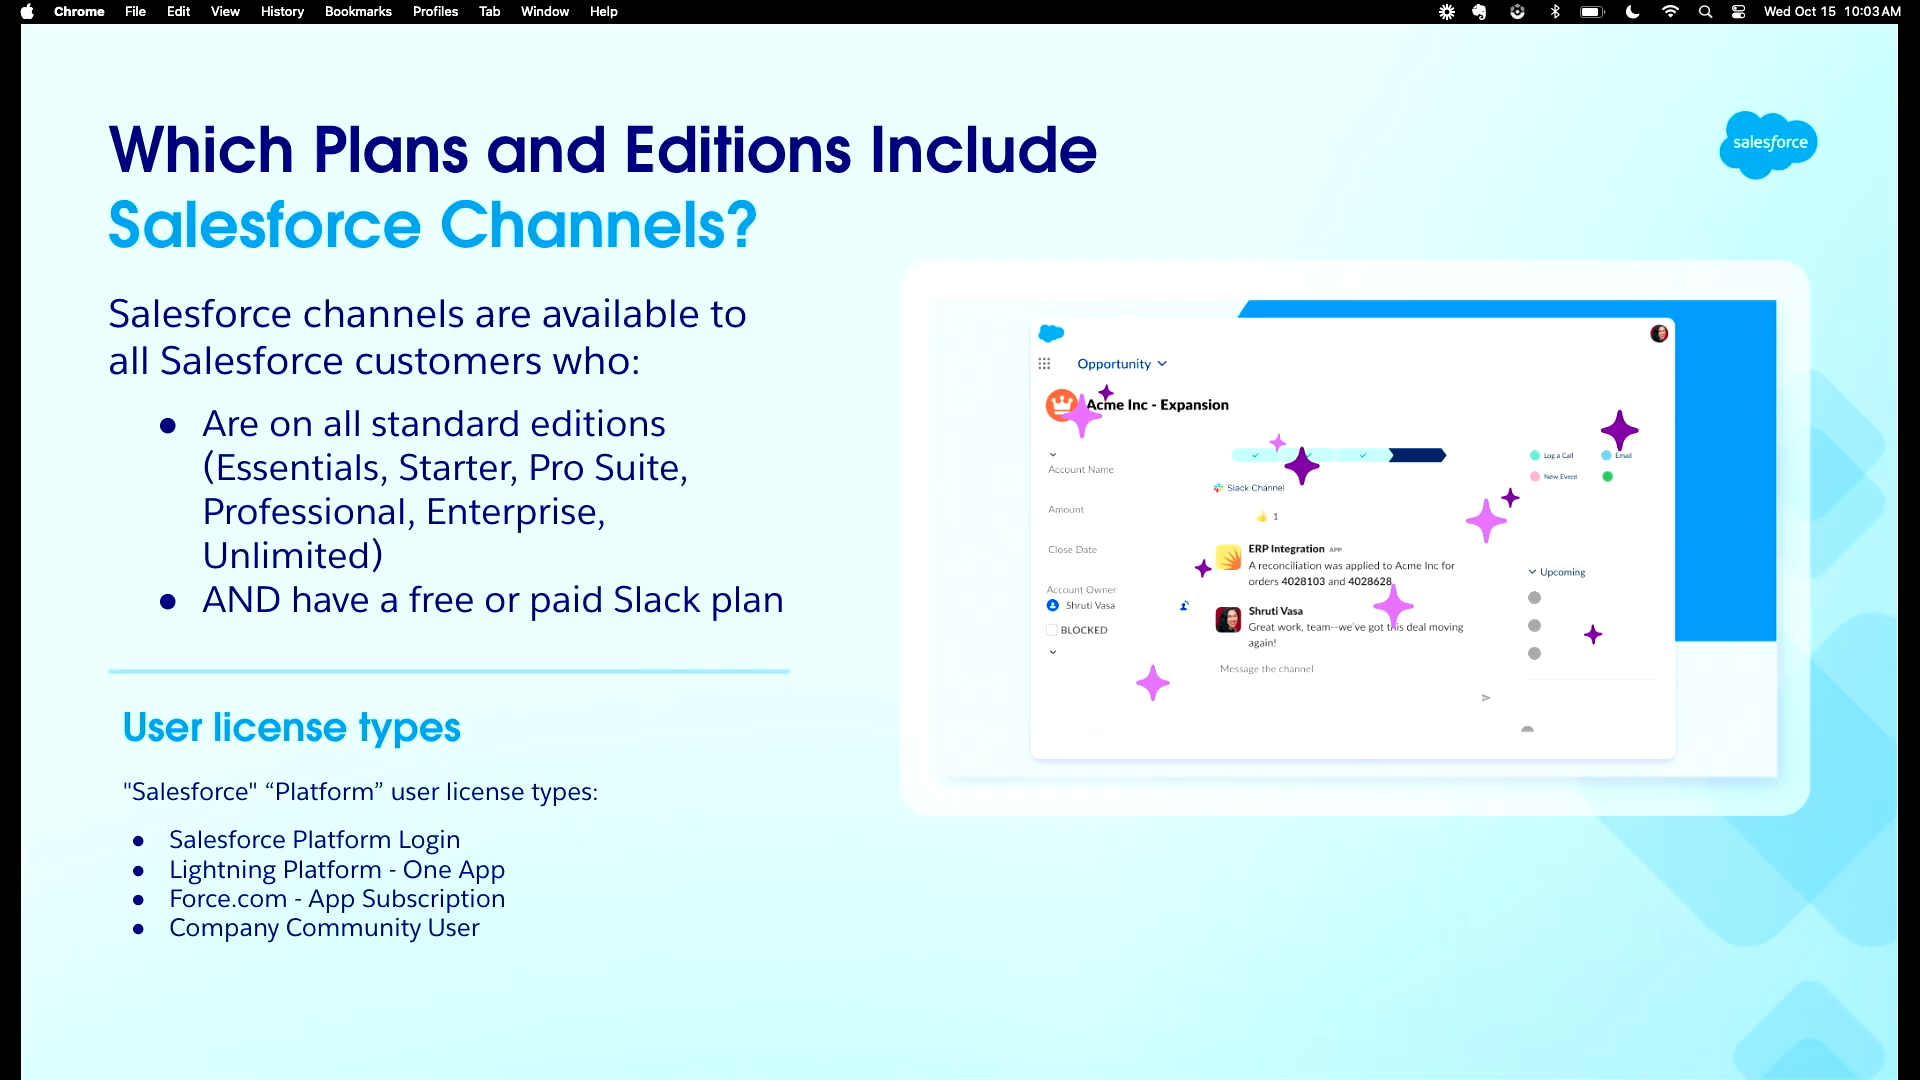 Chrome File Edit View History Bookmarks Profiles Tab Window Help Wed Oct 15 10:03 AM
Which Plans and Editions Include
Salesforce Channels?
salesforce
Salesforce channels are available to
all Salesforce customers who:
● Are on all standard editions
(Essentials, Starter, Pro Suite,
Professional, Enterprise,
Unlimited)
● AND have a free or paid Slack plan
User license types
"Salesforce" “Platform” user license types:
● Salesforce Platform Login
● Lightning Platform - One App
● Force.com - App Subscription
● Company Community User
Opportunity
Acme Inc - Expansion
Account Name
Amount
Close Date
Account Owner
Shruti Vasa
BLOCKED
Slack Channel
1
ERP Integration APP
A reconciliation was applied to Acme Inc for
orders 4028103 and 4028628.
Shruti Vasa
Great work, team--we've got this deal moving
again!
Message the channel
Log a Call Email
New Event
Upcoming